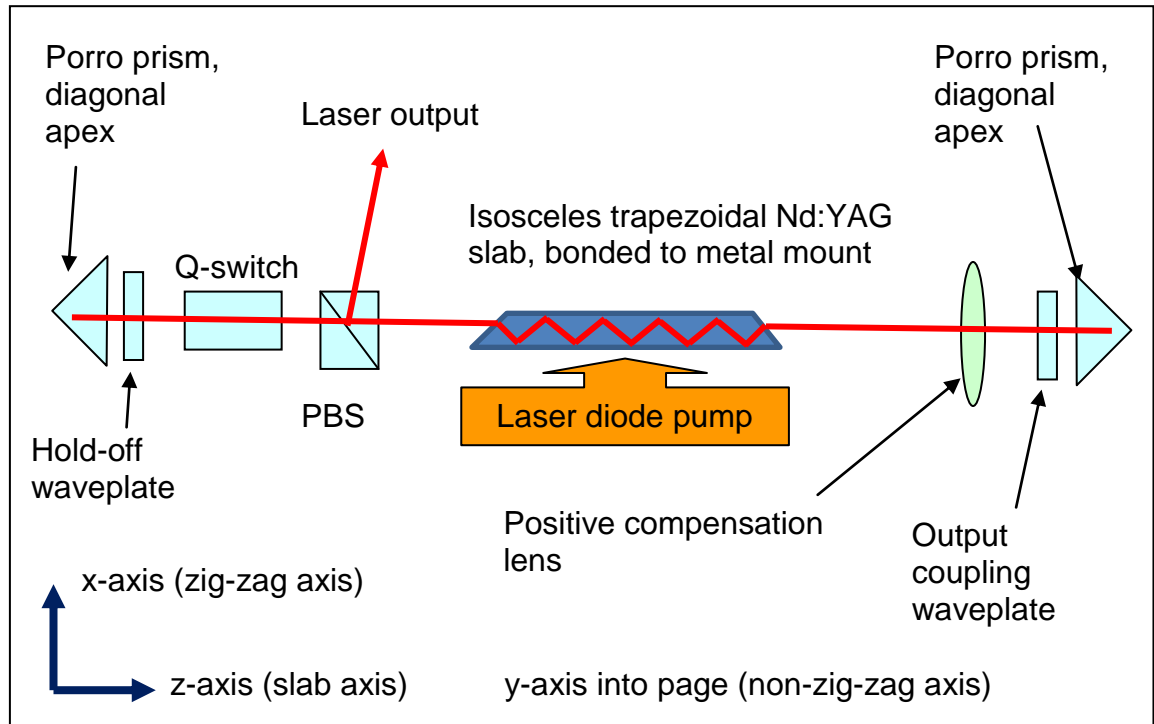 Porro prism,
diagonal
apex
Laser output
Porro prism,
diagonal
apex
Isosceles trapezoidal Nd:YAG
slab, bonded to metal mount
Q-switch
PBS
Laser diode pump
Hold-off
waveplate
Positive compensation
lens
Output
coupling
waveplate
x-axis (zig-zag axis)
z-axis (slab axis)
y-axis into page (non-zig-zag axis)